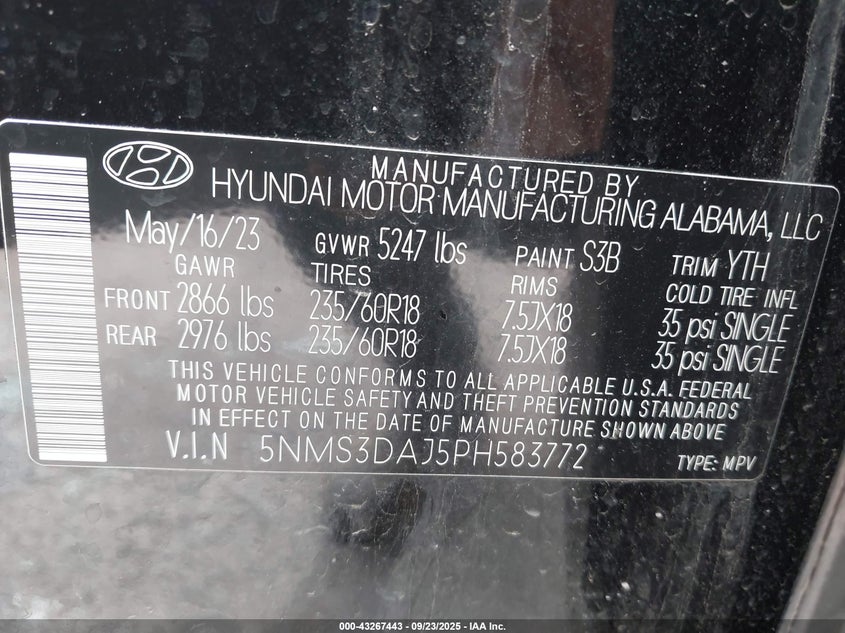 MANUFACTURED BY
HYUNDAI MOTOR MANUFACTURING ALABAMA, LLC
May/16/23 GVWR 5247 lbs PAINT S3B TRIM YTH
GAWR TIRES RIMS COLD TIRE INFL
FRONT 2866 lbs 235/60R18 7.5JX18 35 psi SINGLE
REAR 2976 lbs 235/60R18 7.5JX18 35 psi SINGLE
THIS VEHICLE CONFORMS TO ALL APPLICABLE U.S.A. FEDERAL
MOTOR VEHICLE SAFETY AND THEFT PREVENTION STANDARDS
IN EFFECT ON THE DATE OF MANUFACTURE SHOWN ABOVE
V.I.N 5NMS3DAJ5PH583772 TYPE: MPV
000-43267443 - 09/23/2025 - IAA Inc.